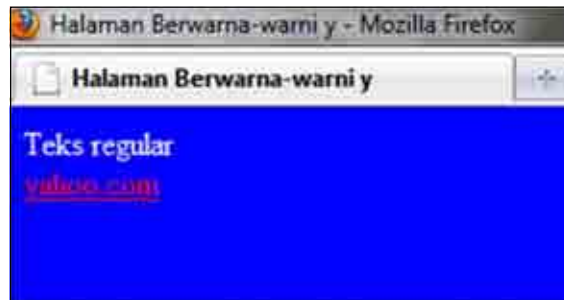 Halaman Berwarna-warni y - Mozilla Firefox
Halaman Berwarna-warni y
Teks regular
yahoo.com